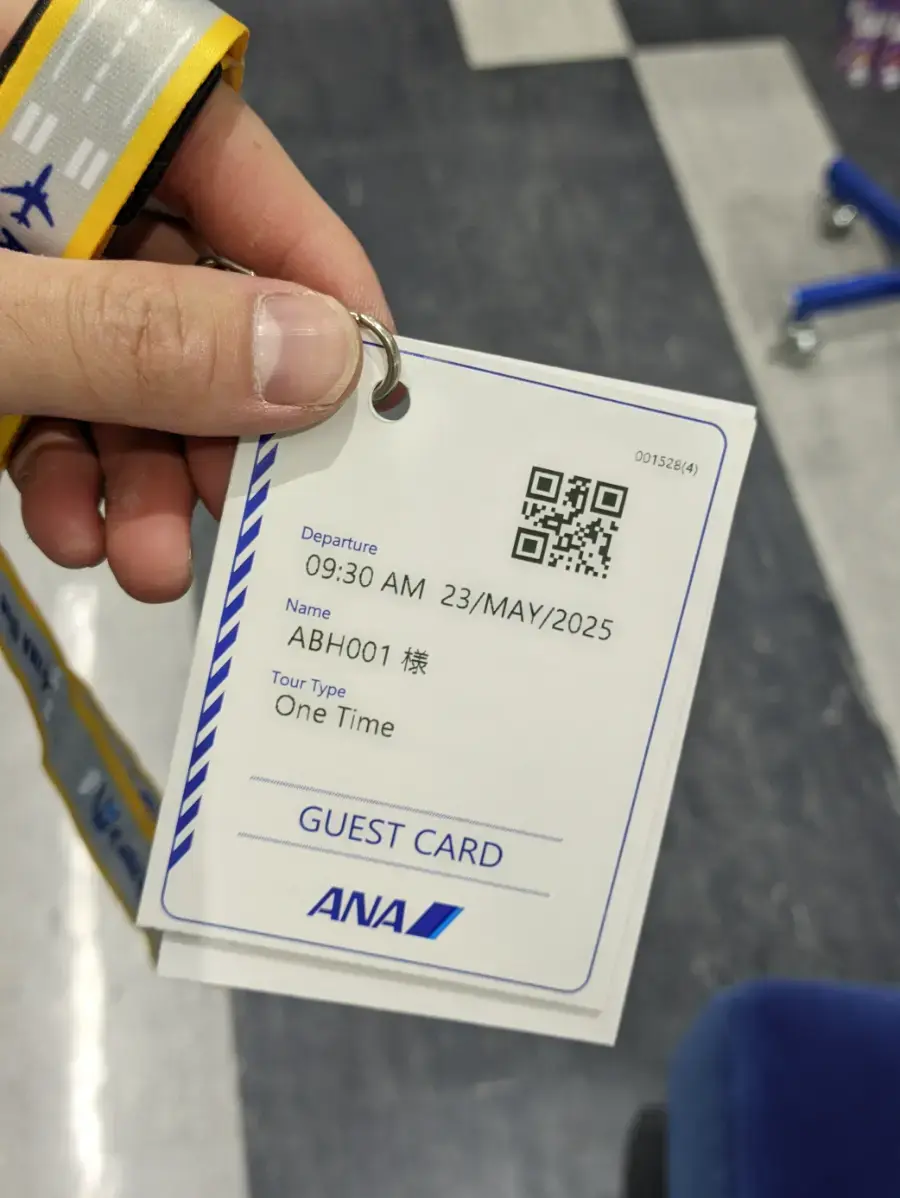 001528(4)
Departure
09:30 AM 23/MAY/2025
Name
ABH001 様
Tour Type
One Time
GUEST CARD
ANA